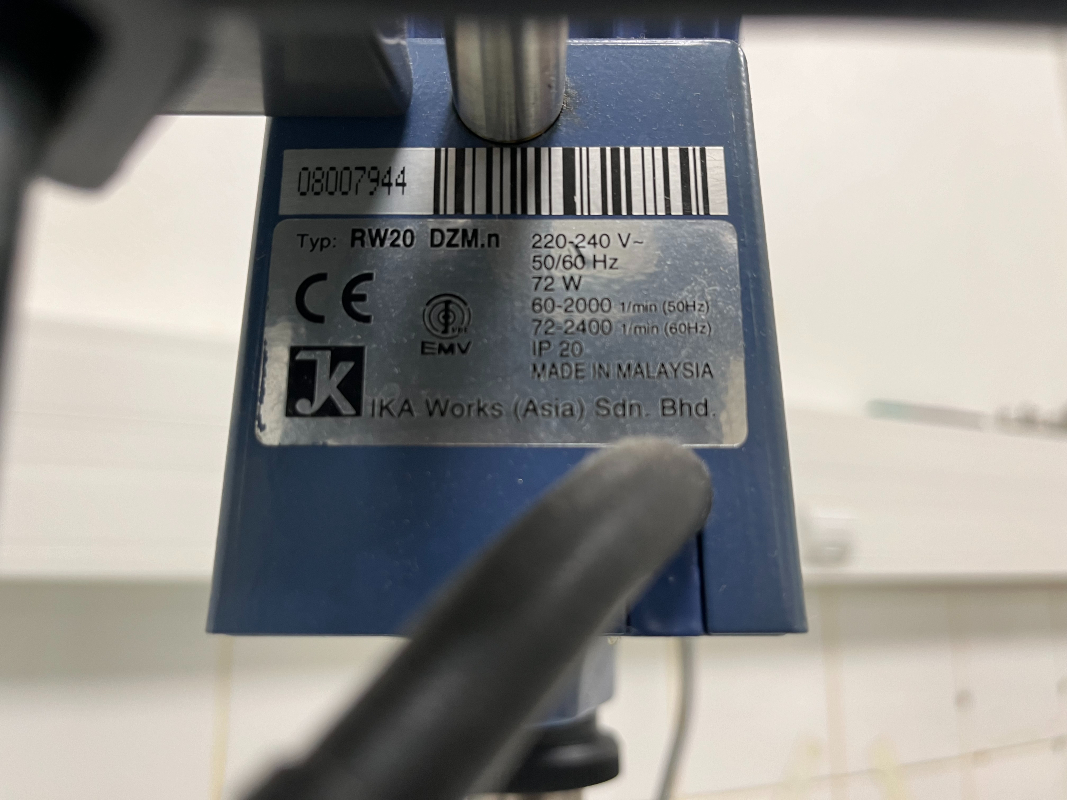 08007944
Typ: RW20 DZM.n
220-240 V~
50/60 Hz
72 W
60-2000 1/min (50Hz)
72-2400 1/min (60Hz)
IP 20
MADE IN MALAYSIA
CE
EMV
IKA Works (Asia) Sdn. Bhd.